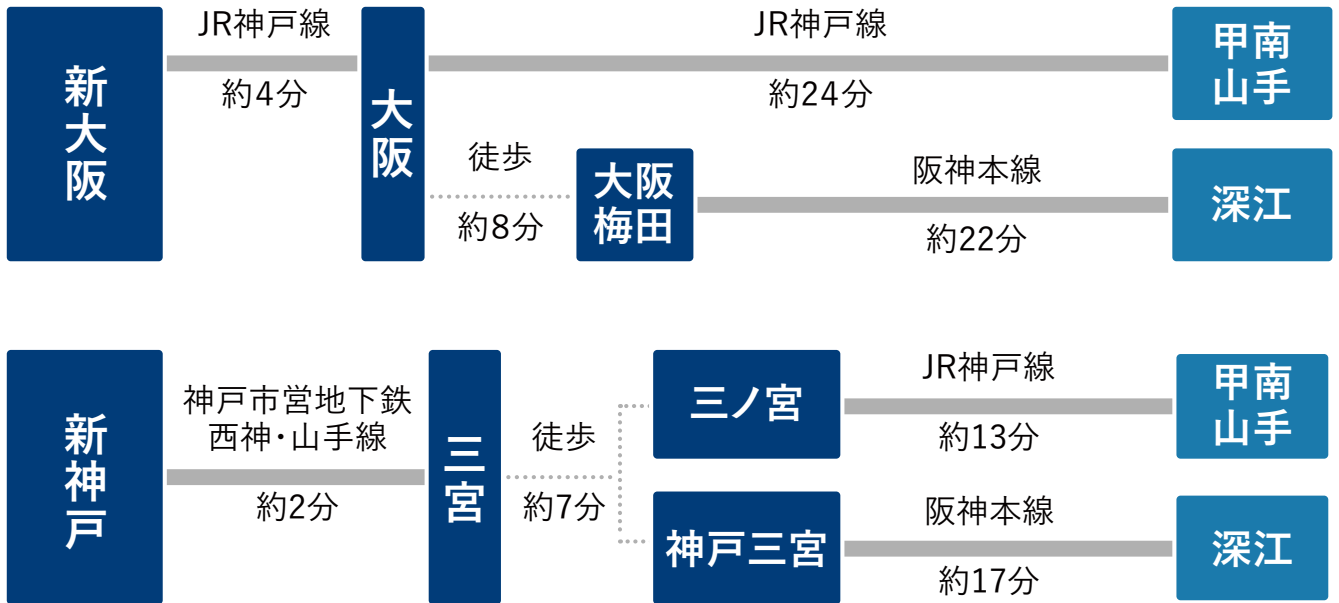 新大阪
JR神戸線
約4分
大阪
JR神戸線
約24分
甲南
山手
徒歩
約8分
大阪
梅田
阪神本線
約22分
深江
新神戸
神戸市営地下鉄
西神・山手線
約2分
三宮
徒歩
約7分
三ノ宮
JR神戸線
約13分
甲南
山手
神戸三宮
阪神本線
約17分
深江